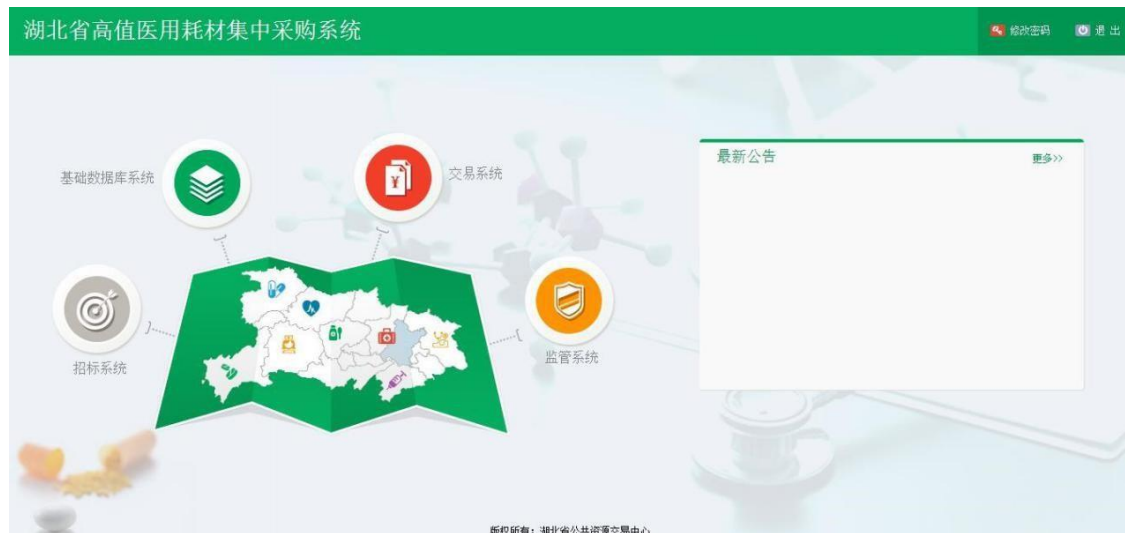 湖北省高值医用耗材集中采购系统
修改密码
退 出
基础数据库系统
交易系统
招标系统
监管系统
最新公告
更多>>
版权所有：湖北省公共资源交易中心